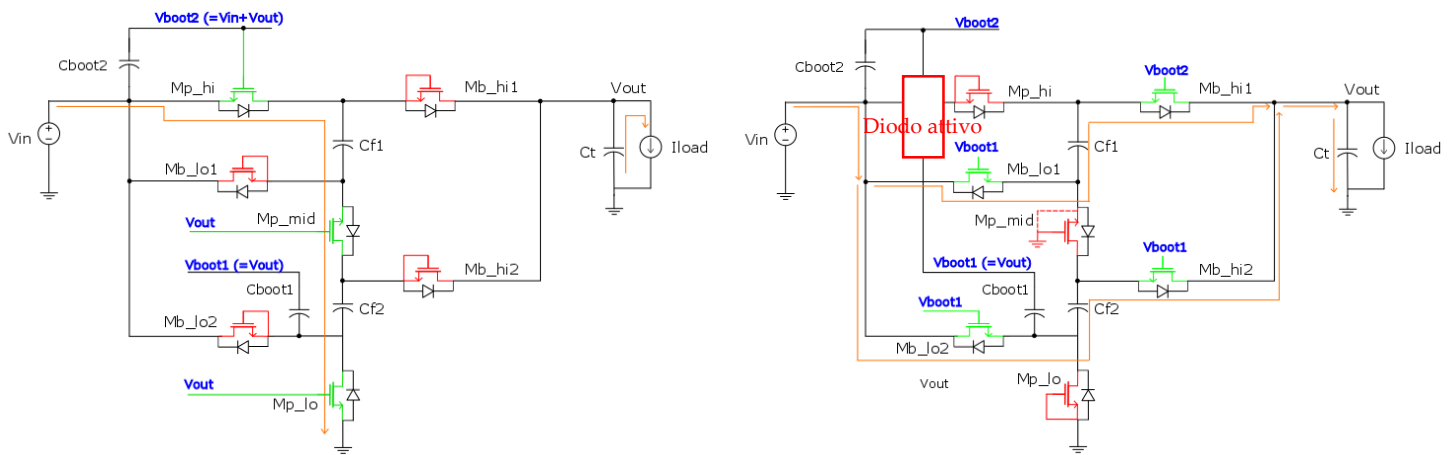 Vboot2 (=Vin+Vout)
Cboot2
Mp_hi
Mb_hi1
Vout
Vin
Cf1
Ct
Iload
Mb_lo1
Mp_mid
Vout
Vboot1 (=Vout)
Mb_hi2
Cboot1
Cf2
Mb_lo2
Vout
Mp_lo
Vboot2
Cboot2
Vboot2
Mp_hi
Mb_hi1
Vout
Diodo attivo
Vin
Vboot1
Cf1
Ct
Iload
Mb_lo1
Mp_mid
Vboot1
Vboot1 (=Vout)
Mb_hi2
Cboot1
Vboot1
Cf2
Mb_lo2
Vout
Mp_lo